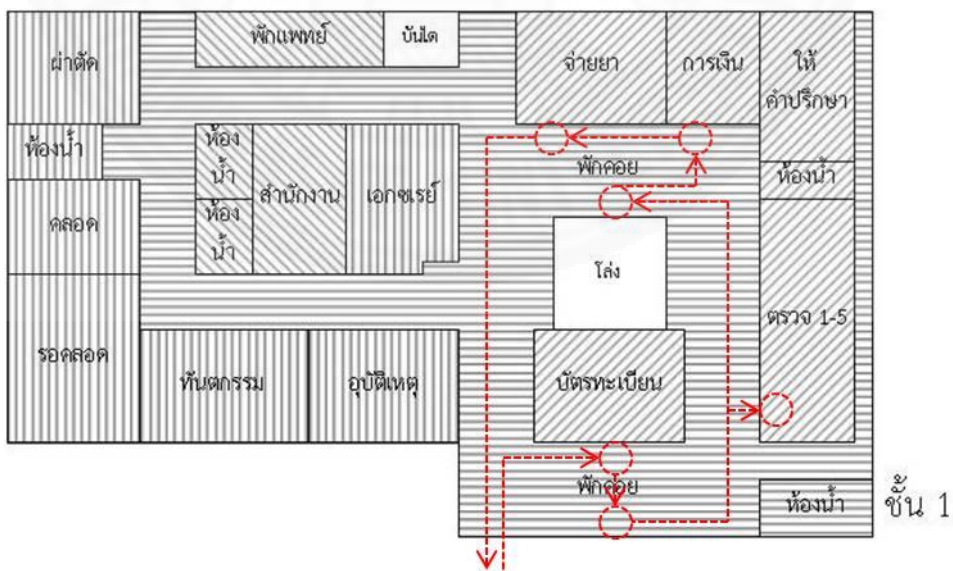 พักแพทย์
บันได
ผ่าตัด
จ่ายยา
การเงิน
ให้
คำปรึกษา
ห้องน้ำ
ห้อง
น้ำ
สำนักงาน
เอกซเรย์
พักคอย
ห้องน้ำ
คลอด
ห้อง
น้ำ
โล่ง
ตรวจ 1-5
รอคลอด
ทันตกรรม
อุบัติเหตุ
บัตรทะเบียน
พักคอย
ห้องน้ำ
ชั้น 1